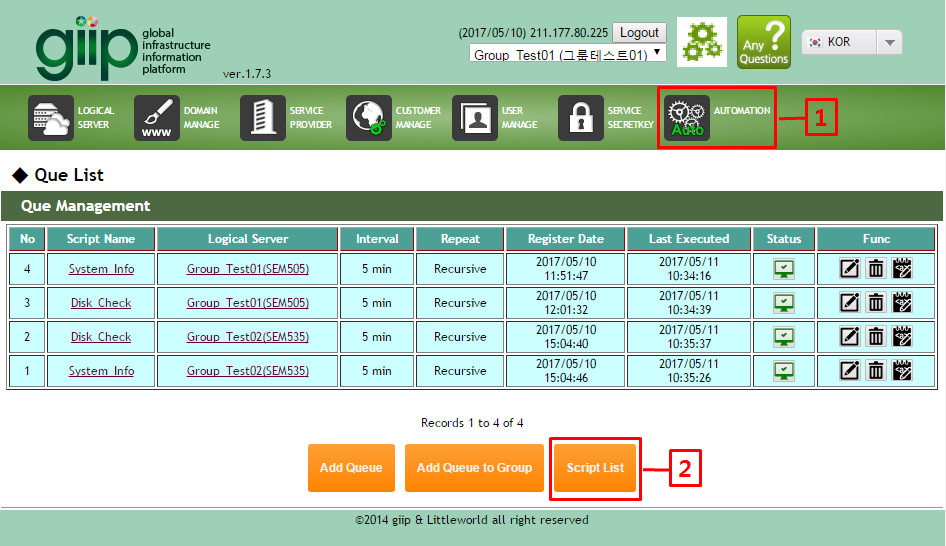 giip
global
infrastructure
information
platform
ver.1.7.3
(2017/05/10) 211.177.80.225 Logout
Group_Test01 (그룹테스트01)
Any ?
Questions
KOR
LOGICAL
SERVER
www
DOMAIN
MANAGE
SERVICE
PROVIDER
CUSTOMER
MANAGE
USER
MANAGE
SERVICE
SECRETKEY
Auto
AUTOMATION
1
◆ Que List
Que Management
No Script Name Logical Server Interval Repeat Register Date Last Executed Status Func
4 System_Info Group_Test01(SEM505) 5 min Recursive 2017/05/10 11:51:47 2017/05/11 10:34:16
3 Disk_Check Group_Test01(SEM505) 5 min Recursive 2017/05/10 12:01:32 2017/05/11 10:34:39
2 Disk_Check Group_Test02(SEM535) 5 min Recursive 2017/05/10 15:04:40 2017/05/11 10:35:37
1 System_Info Group_Test02(SEM535) 5 min Recursive 2017/05/10 15:04:46 2017/05/11 10:35:26
Records 1 to 4 of 4
Add Queue Add Queue to Group Script List
2
©2014 giip & Littleworld all right reserved